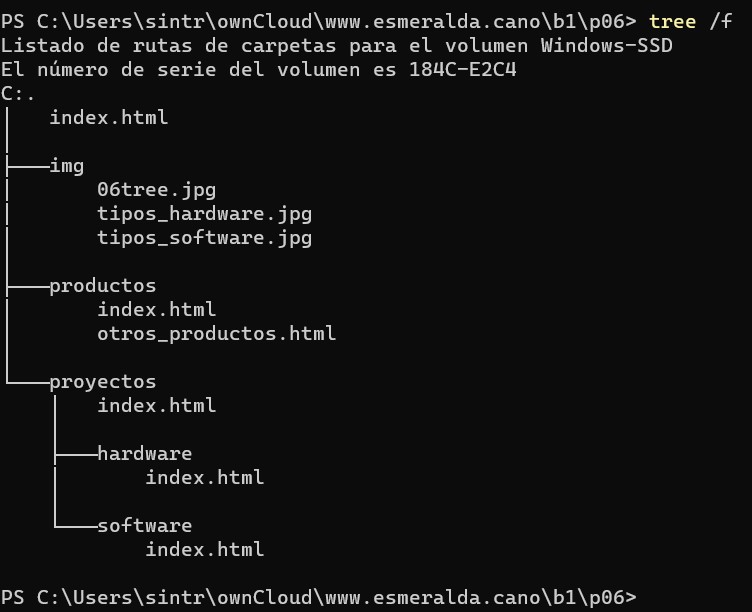 PS C:\Users\sintr\ownCloud\www.esmeralda.cano\b1\p06> tree /f
Listado de rutas de carpetas para el volumen Windows-SSD
El número de serie del volumen es 184C-E2C4
C:.
│   index.html
│
├───img
│       06tree.jpg
│       tipos_hardware.jpg
│       tipos_software.jpg
│
├───productos
│       index.html
│       otros_productos.html
│
└───proyectos
    │   index.html
    │
    ├───hardware
    │       index.html
    │
    └───software
            index.html

PS C:\Users\sintr\ownCloud\www.esmeralda.cano\b1\p06>